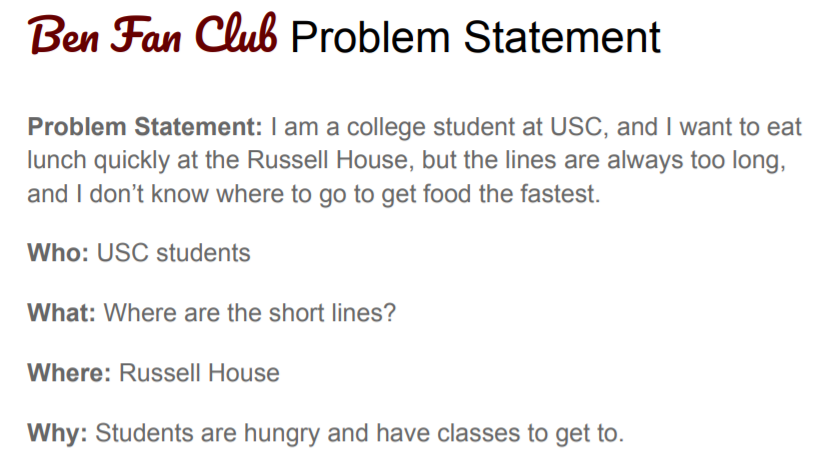 Ben Fan Club Problem Statement
Problem Statement: I am a college student at USC, and I want to eat
lunch quickly at the Russell House, but the lines are always too long,
and I don’t know where to go to get food the fastest.
Who: USC students
What: Where are the short lines?
Where: Russell House
Why: Students are hungry and have classes to get to.